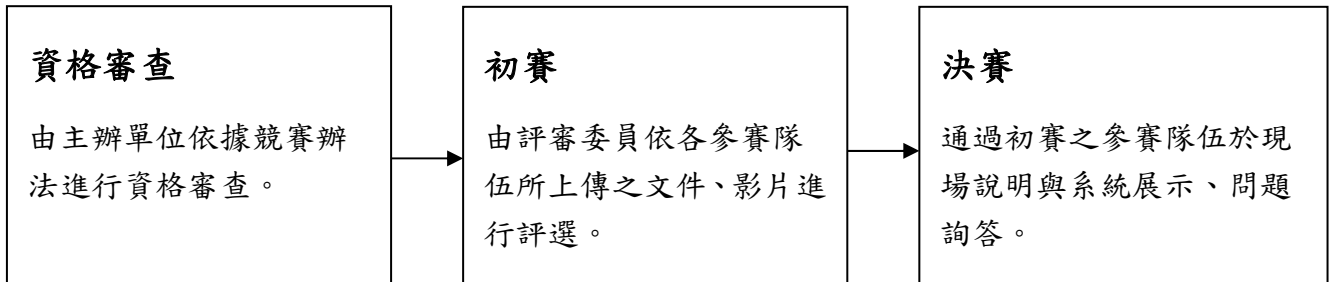 資格審查
由主辦單位依據競賽辦
法進行資格審查。
初賽
由評審委員依各參賽隊
伍所上傳之文件、影片進
行評選。
決賽
通過初賽之參賽隊伍於現
場說明與系統展示、問題
詢答。